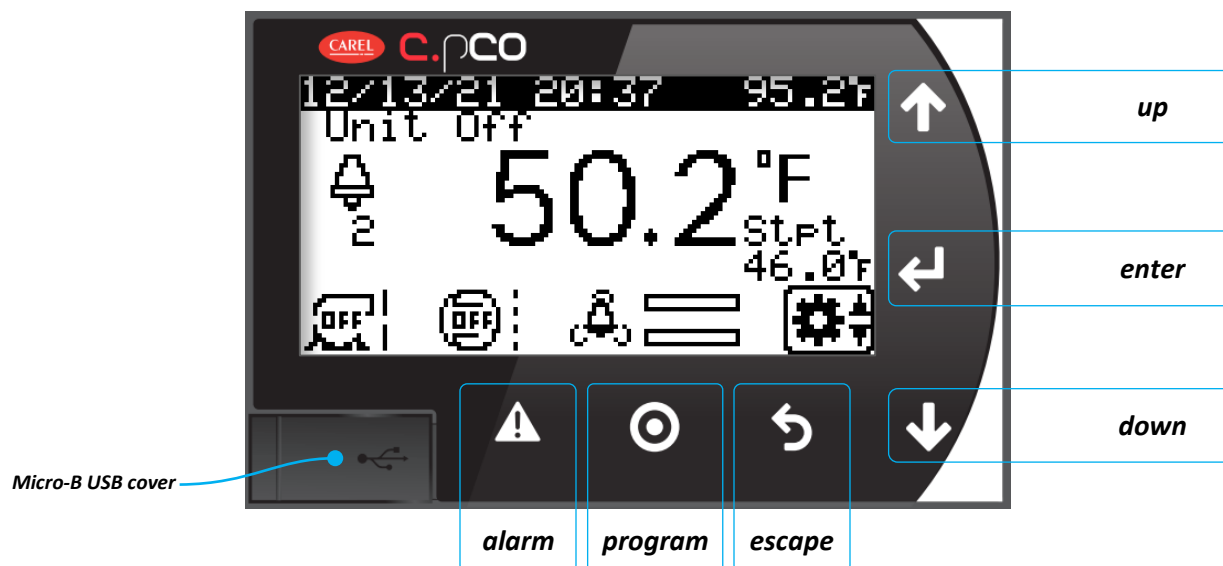 CAREL c.pCO
12/13/21 20:37 95.2°F
Unit Off
50.2°F
2
Stpt
46.0°F
OFF OFF
up
enter
down
Micro-B USB cover
alarm program escape